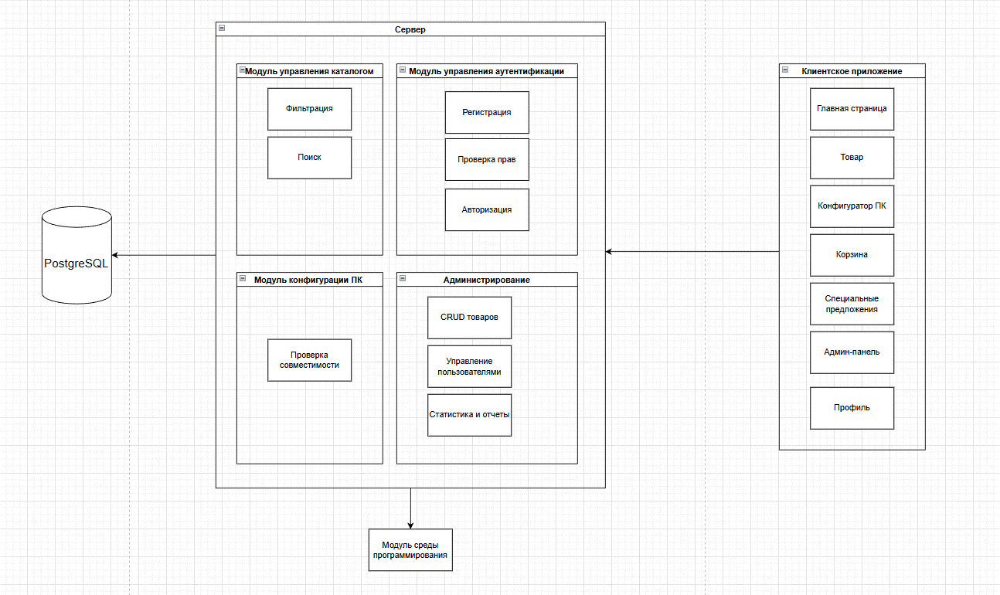 Сервер
Модуль управления каталогом
Фильтрация
Поиск
Модуль управления аутентификации
Регистрация
Проверка прав
Авторизация
Модуль конфигурации ПК
Проверка
совместимости
Администрирование
CRUD товаров
Управление
пользователями
Статистика и отчеты
PostgreSQL
Клиентское приложение
Главная страница
Товар
Конфигуратор ПК
Корзина
Специальные
предложения
Админ-панель
Профиль
Модуль среды
программирования